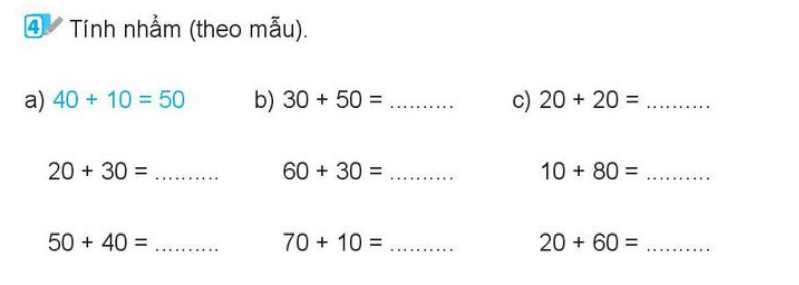 4 Tính nhẩm (theo mẫu).
a) 40 + 10 = 50 b) 30 + 50 = .......... c) 20 + 20 = ..........
20 + 30 = .......... 60 + 30 = .......... 10 + 80 = ..........
50 + 40 = .......... 70 + 10 = .......... 20 + 60 = ..........